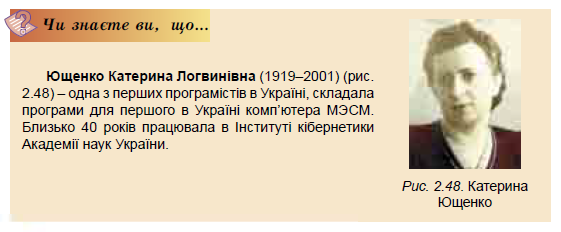 Чи знаєте ви, що...
Ющенко Катерина Логвинівна (1919–2001) (рис.
2.48) – одна з перших програмістів в Україні, складала
програми для першого в Україні комп’ютера МЭСМ.
Близько 40 років працювала в Інституті кібернетики
Академії наук України.
Рис. 2.48. Катерина
Ющенко